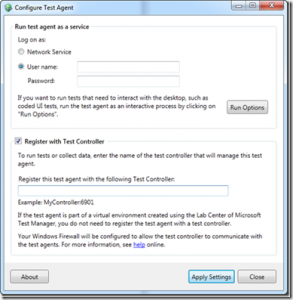 Configure Test Agent
Run test agent as a service
Log on as:
Network Service
User name:
Password:
If you want to run tests that need to interact with the desktop, such as
coded UI tests, run the test agent as an interactive process by clicking on
"Run Options".
Run Options
Register with Test Controller
To run tests or collect data, enter the name of the test controller that will manage this test
agent.
Register this test agent with the following Test Controller:
Example: MyController:6901
If the test agent is part of a virtual environment created using the Lab Center of Microsoft
Test Manager, you do not need to register the test agent with a test controller.
Your Windows Firewall will be configured to allow the test controller to communicate with
the test agents. For more information, see help online.
About
Apply Settings
Close